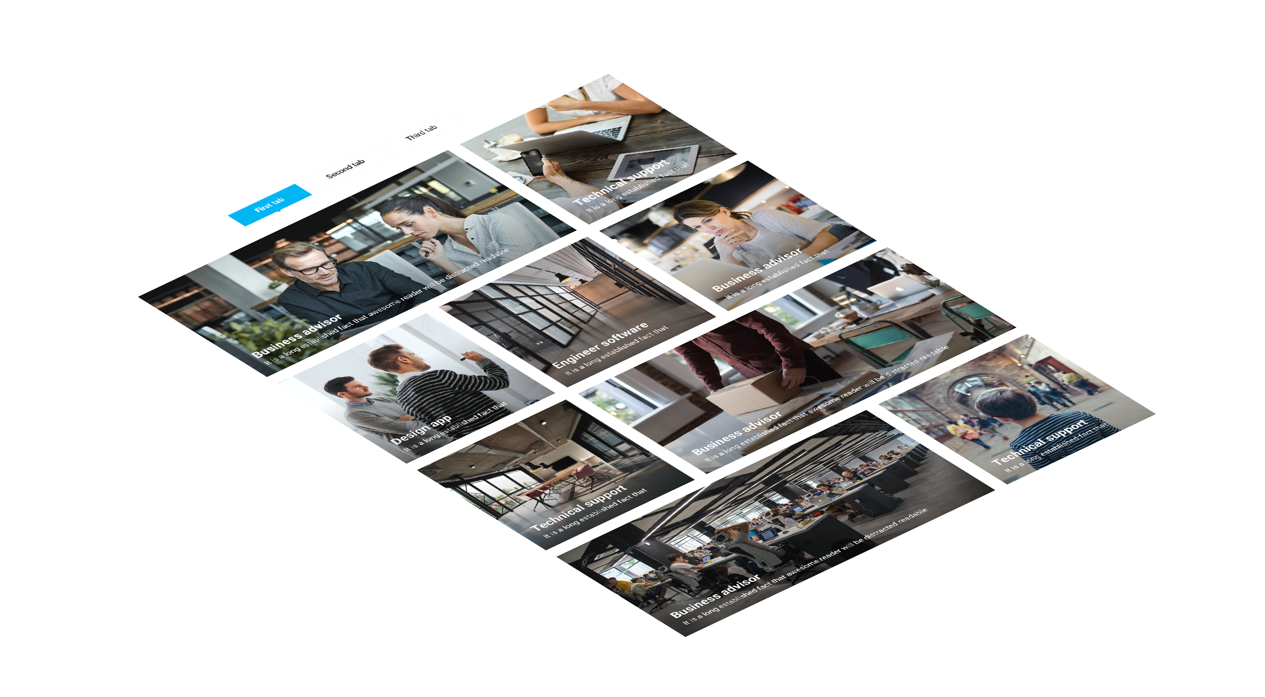 First tab
Second tab
Third tab
Business advisor
It is a long as established fact that awesome reader will be distracted readable
Technical support
It is a long established fact that
Design app
It is a long established fact that
Engineer software
It is a long established fact that
Business advisor
It is a long established fact that
Technical support
It is a long established fact that
Business advisor
It is a long established fact that awesome reader will be distracted readable
Business advisor
It is a long established fact that awesome reader will be distracted readable
Technical support
It is a long established fact that